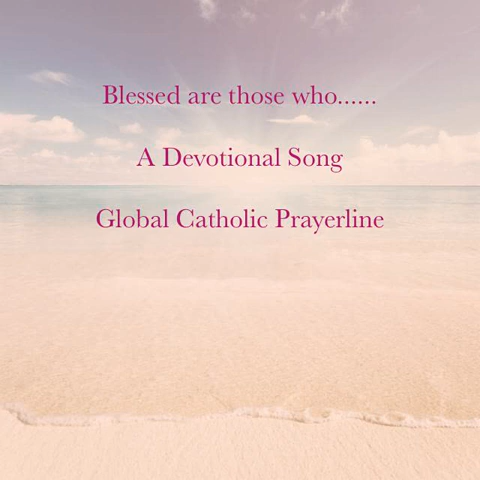 Blessed are those who......
A Devotional Song
Global Catholic Prayerline